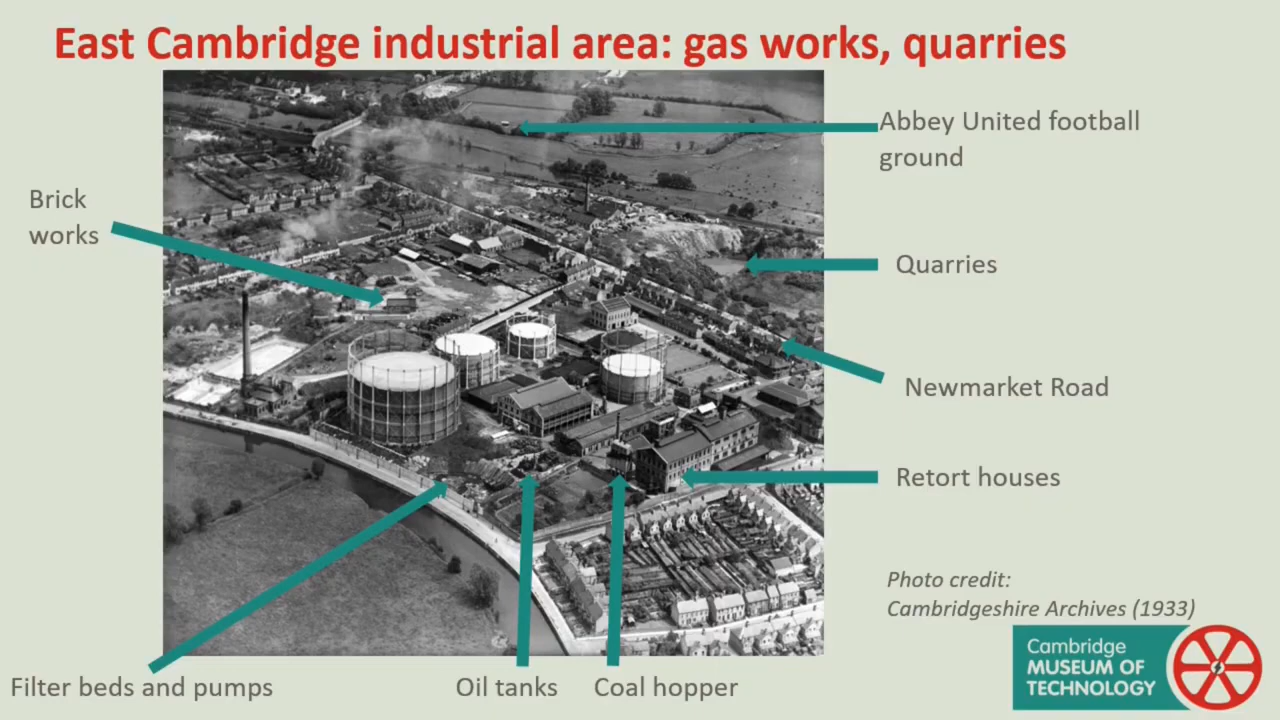 East Cambridge industrial area: gas works, quarries
Abbey United football
ground
Brick
works
Quarries
Newmarket Road
Retort houses
Photo credit:
Cambridgeshire Archives (1933)
Cambridge
MUSEUM OF
TECHNOLOGY
Filter beds and pumps
Oil tanks
Coal hopper